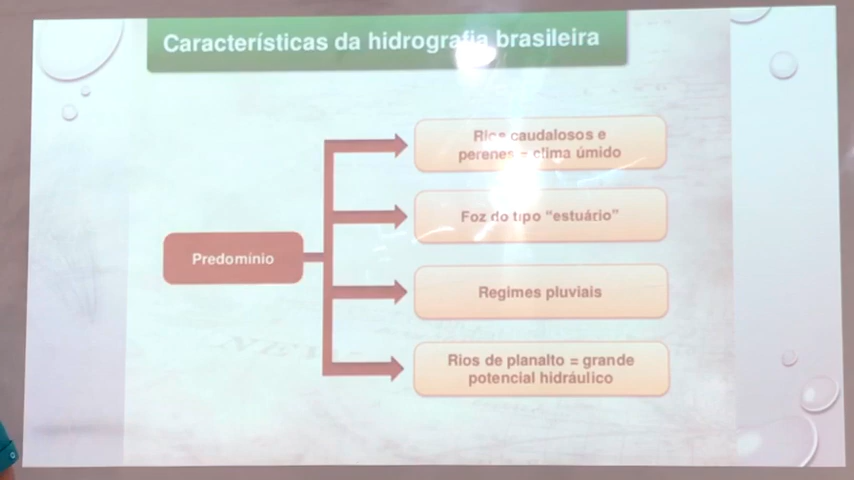 Características da hidrografia brasileira
Rios caudalosos e
perenes = clima úmido
Foz do tipo “estuário”
Predomínio
Regimes pluviais
Rios de planalto = grande
potencial hidráulico